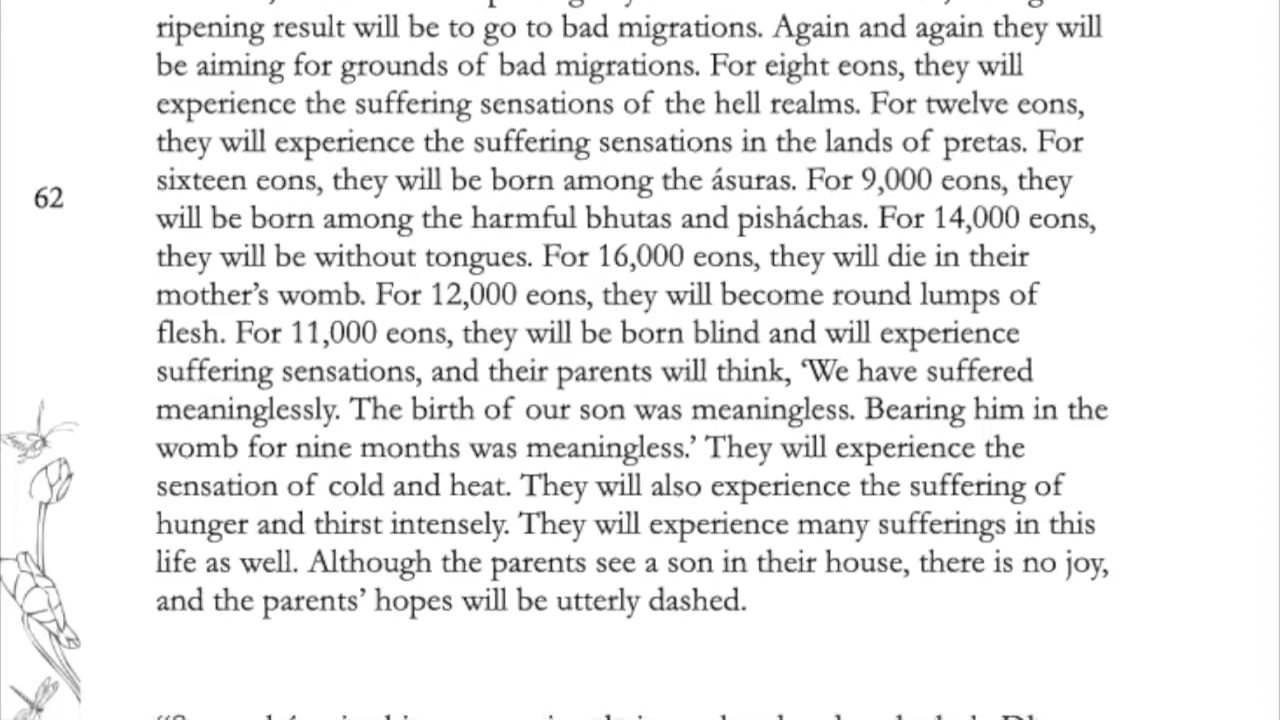 ripening result will be to go to bad migrations. Again and again they will
be aiming for grounds of bad migrations. For eight eons, they will
experience the suffering sensations of the hell realms. For twelve eons,
they will experience the suffering sensations in the lands of pretas. For
sixteen eons, they will be born among the ásuras. For 9,000 eons, they
62
will be born among the harmful bhutas and pisháchas. For 14,000 eons,
they will be without tongues. For 16,000 eons, they will die in their
mother’s womb. For 12,000 eons, they will become round lumps of
flesh. For 11,000 eons, they will be born blind and will experience
suffering sensations, and their parents will think, ‘We have suffered
meaninglessly. The birth of our son was meaningless. Bearing him in the
womb for nine months was meaningless.’ They will experience the
sensation of cold and heat. They will also experience the suffering of
hunger and thirst intensely. They will experience many sufferings in this
life as well. Although the parents see a son in their house, there is no joy,
and the parents’ hopes will be utterly dashed.